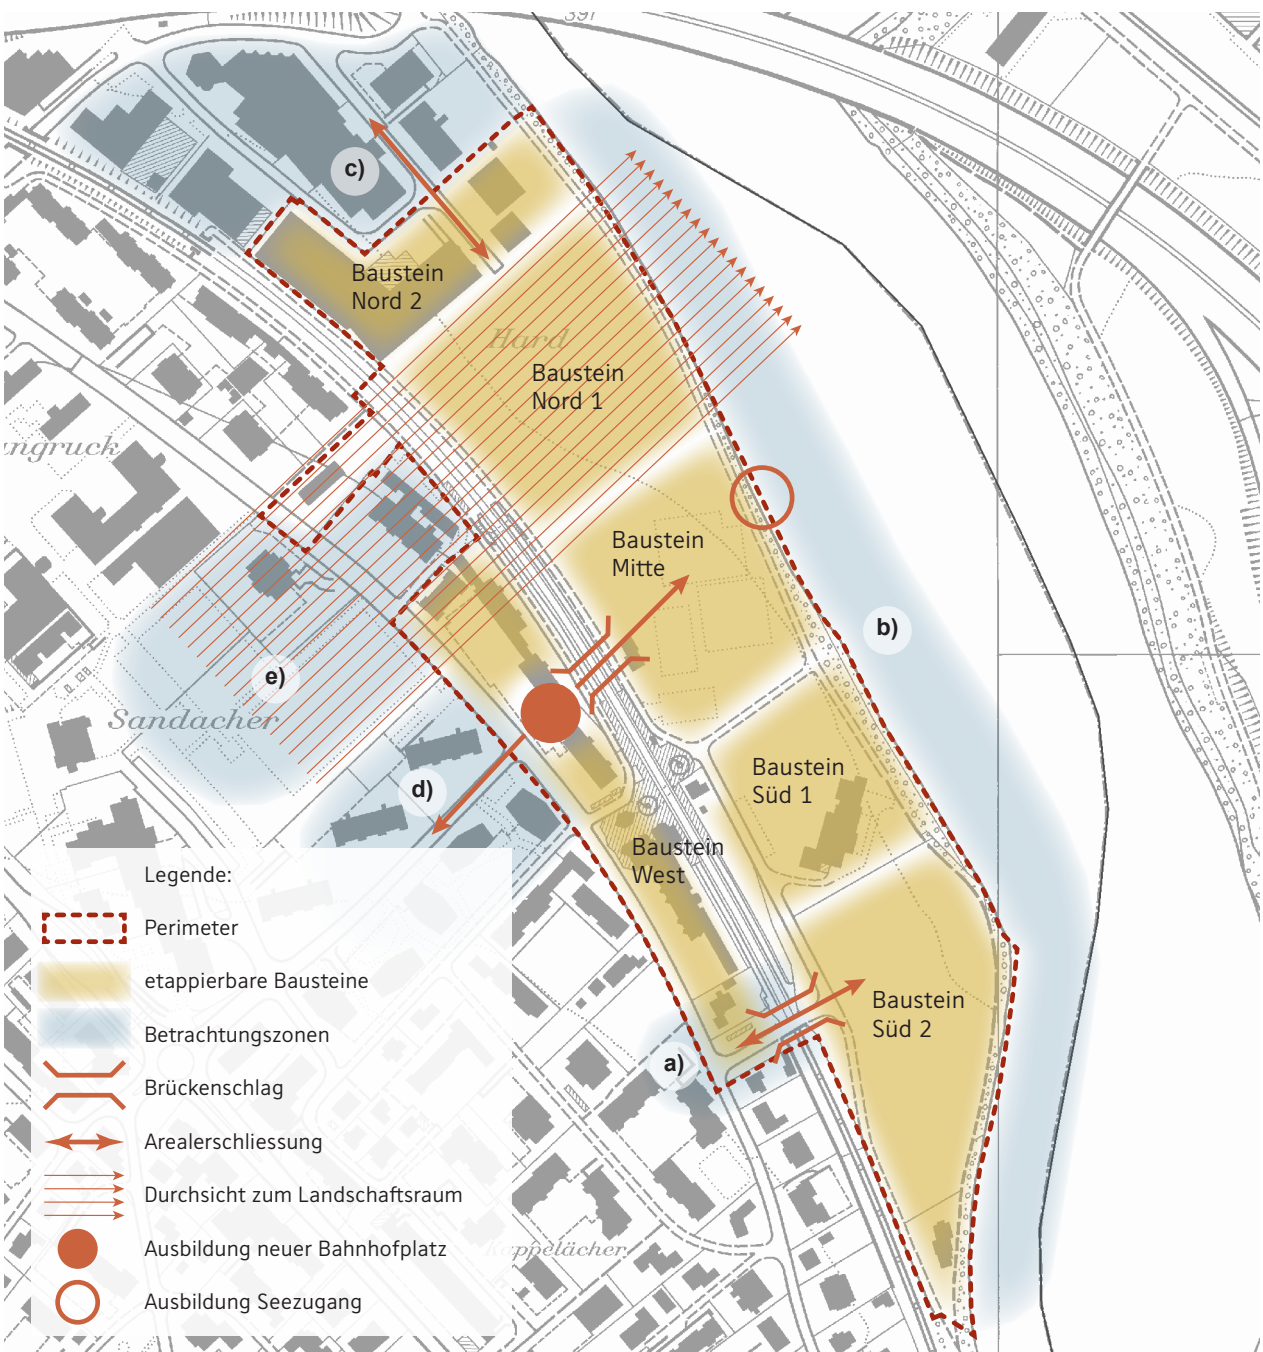 391
c)
Baustein
Nord 2
Hard
Baustein
Nord 1
ngruck
Baustein
Mitte
b)
e)
Sandacher
Baustein
Süd 1
d)
Baustein
West
Baustein
Süd 2
a)
Kappelächer
Legende:
Perimeter
etappierbare Bausteine
Betrachtungszonen
Brückenschlag
Arealerschliessung
Durchsicht zum Landschaftsraum
Ausbildung neuer Bahnhofplatz
Ausbildung Seezugang